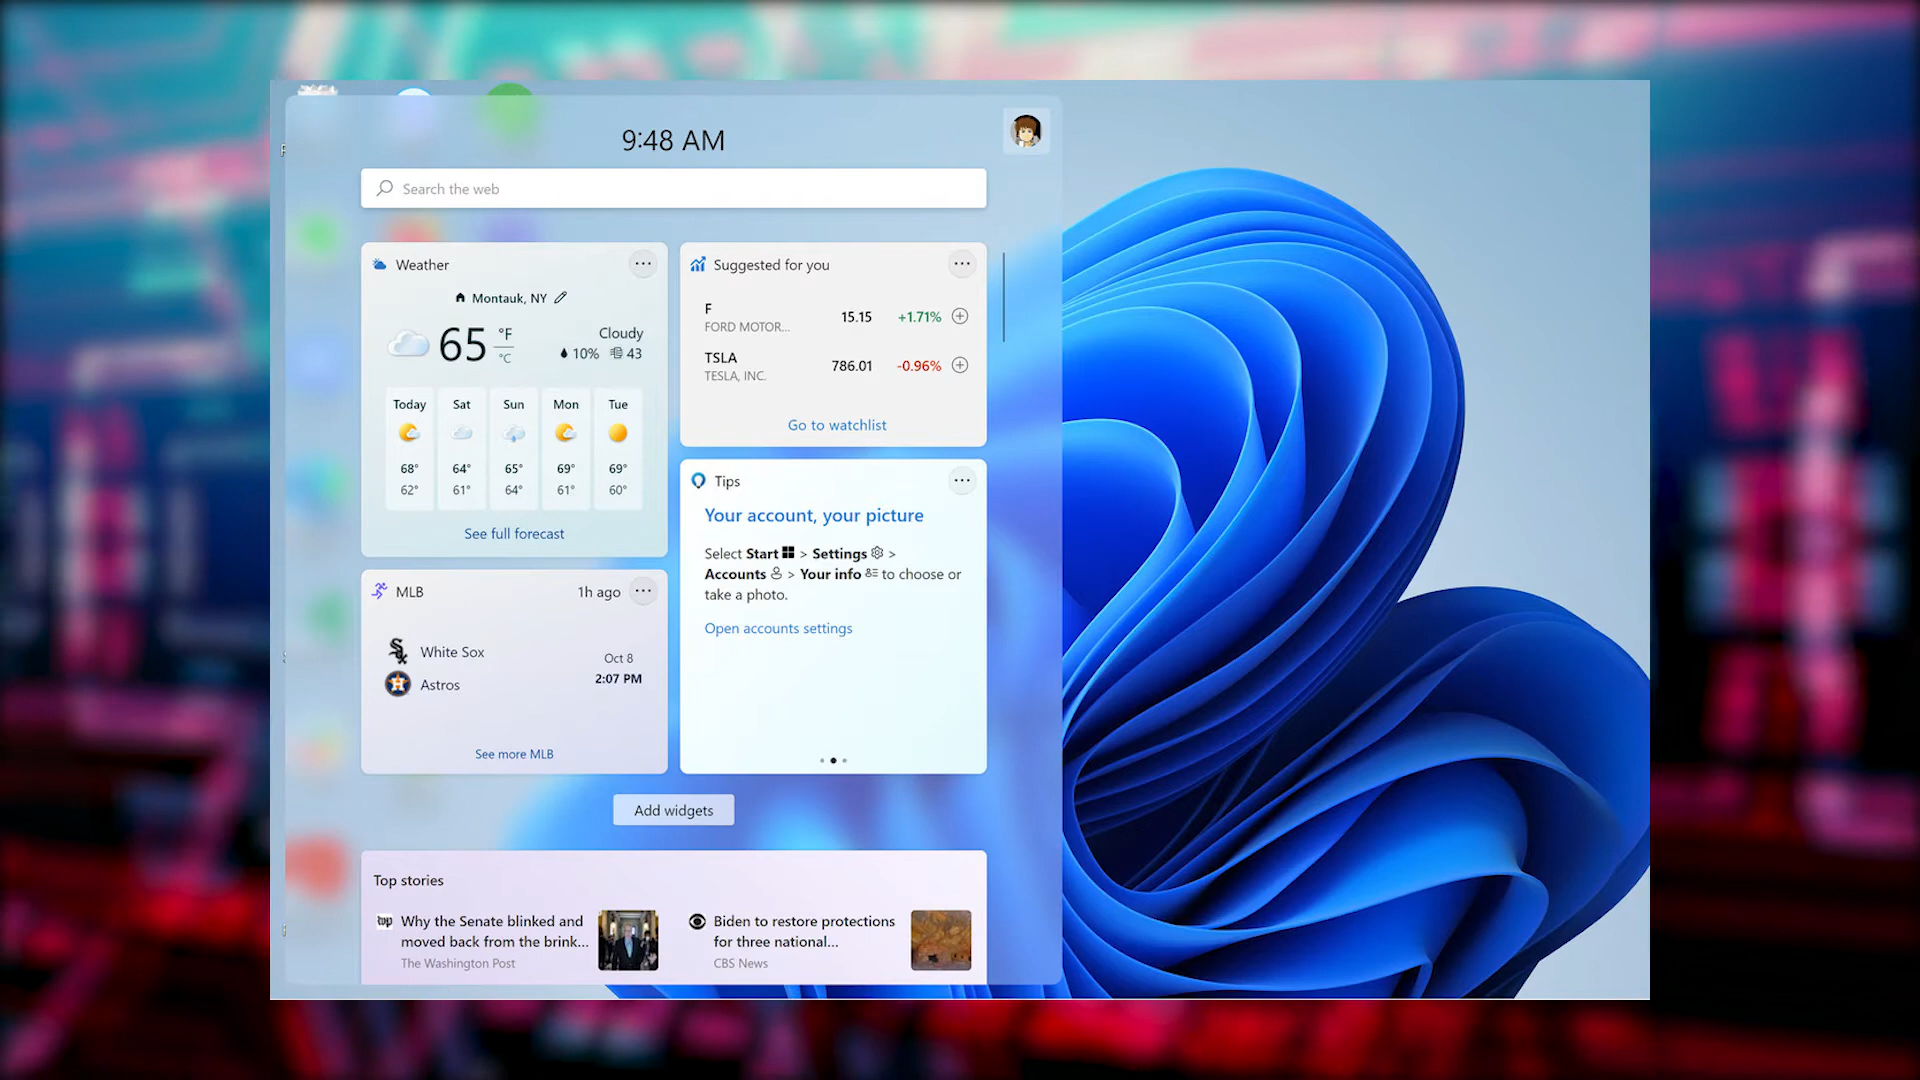 9:48 AM
Search the web
Weather
Montauk, NY
65 °F
°C
Cloudy
10% 43
Today Sat Sun Mon Tue
68° 64° 65° 69° 69°
62° 61° 64° 61° 60°
See full forecast
Suggested for you
F 15.15 +1.71%
FORD MOTOR...
TSLA 786.01 -0.96%
TESLA, INC.
Go to watchlist
MLB 1h ago
White Sox
Astros
Oct 8
2:07 PM
See more MLB
Tips
Your account, your picture
Select Start > Settings >
Accounts > Your info to choose or
take a photo.
Open accounts settings
Add widgets
Top stories
wp Why the Senate blinked and
moved back from the brink...
The Washington Post
Biden to restore protections
for three national...
CBS News